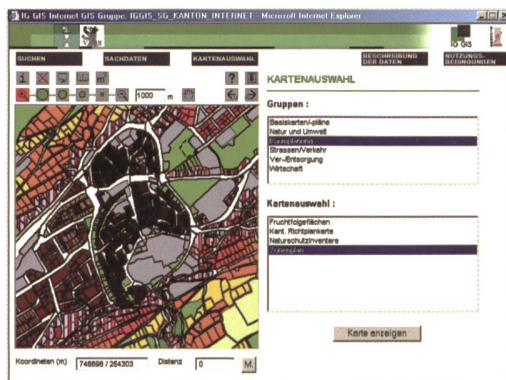 IG GIS Internet GIS Gruppe: IGGIS_SG_KANTON_INTERNET - Microsoft Internet Explorer
IG GIS
SUCHEN
SACHDATEN
KARTENAUSWAHL
BESCHREIBUNG DER DATEN
NUTZUNGS-BEDINGUNGEN
1000 m
KARTENAUSWAHL
Gruppen :
Basiskarten/-pläne
Natur und Umwelt
Raumplanung
Strassen/Verkehr
Ver-/Entsorgung
Wirtschaft
Kartenauswahl :
Fruchtfolgeflächen
Kant. Richtplankarte
Naturschutzinventare
Zonenplan
Karte anzeigen
Koordinaten (m) 746698 / 254303 Distanz 0 M.